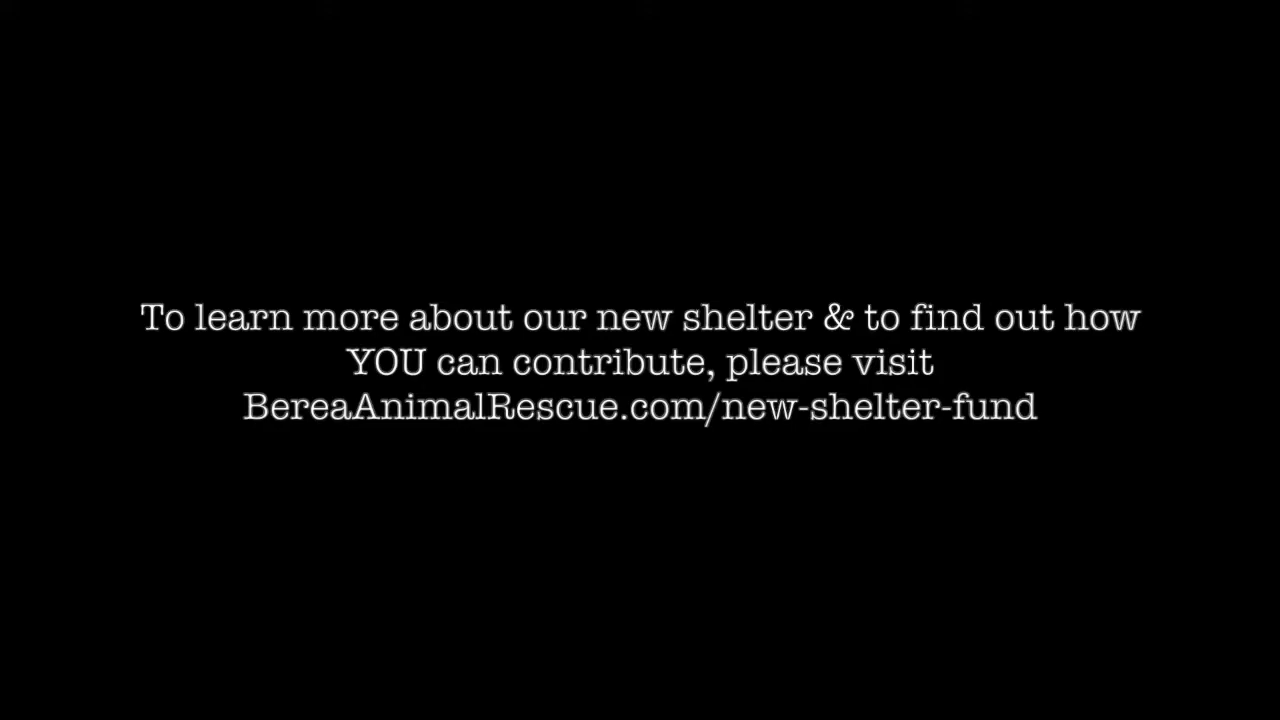 To learn more about our new shelter & to find out how
YOU can contribute, please visit
BereaAnimalRescue.com/new-shelter-fund